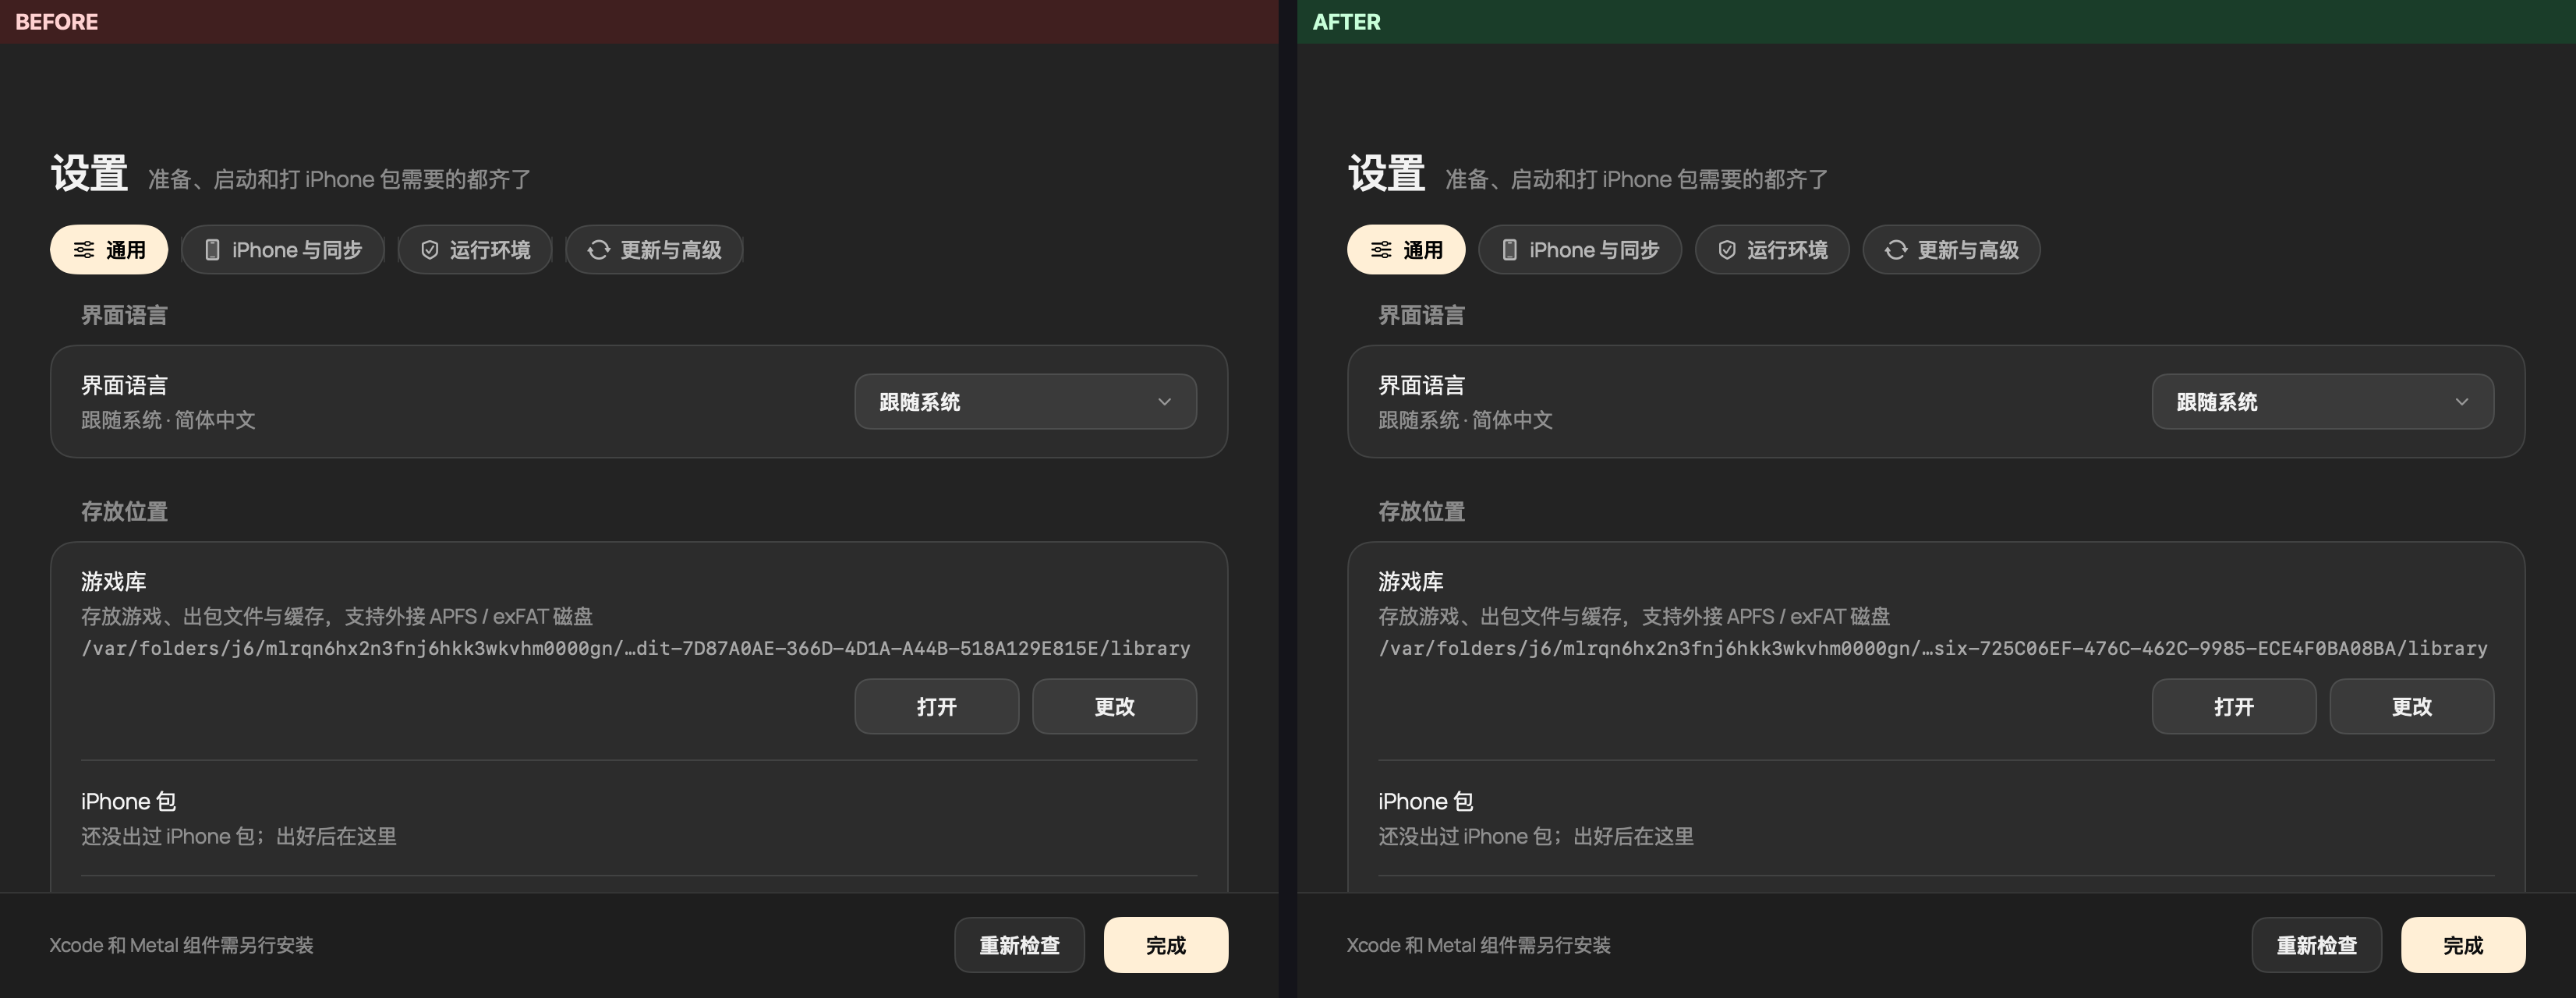 BEFORE
设置 准备、启动和打 iPhone 包需要的都齐了
通用 iPhone 与同步 运行环境 更新与高级
界面语言
界面语言
跟随系统 · 简体中文
跟随系统
存放位置
游戏库
存放游戏、出包文件与缓存，支持外接 APFS / exFAT 磁盘
/var/folders/j6/mlrqn6hx2n3fnj6hkk3wkvhm0000gn/…dit-7D87A0AE-366D-4D1A-A44B-518A129E815E/library
打开 更改
iPhone 包
还没出过 iPhone 包；出好后在这里
Xcode 和 Metal 组件需另行安装
重新检查 完成
AFTER
设置 准备、启动和打 iPhone 包需要的都齐了
通用 iPhone 与同步 运行环境 更新与高级
界面语言
界面语言
跟随系统 · 简体中文
跟随系统
存放位置
游戏库
存放游戏、出包文件与缓存，支持外接 APFS / exFAT 磁盘
/var/folders/j6/mlrqn6hx2n3fnj6hkk3wkvhm0000gn/…six-725C06EF-476C-462C-9985-ECE4F0BA08BA/library
打开 更改
iPhone 包
还没出过 iPhone 包；出好后在这里
Xcode 和 Metal 组件需另行安装
重新检查 完成